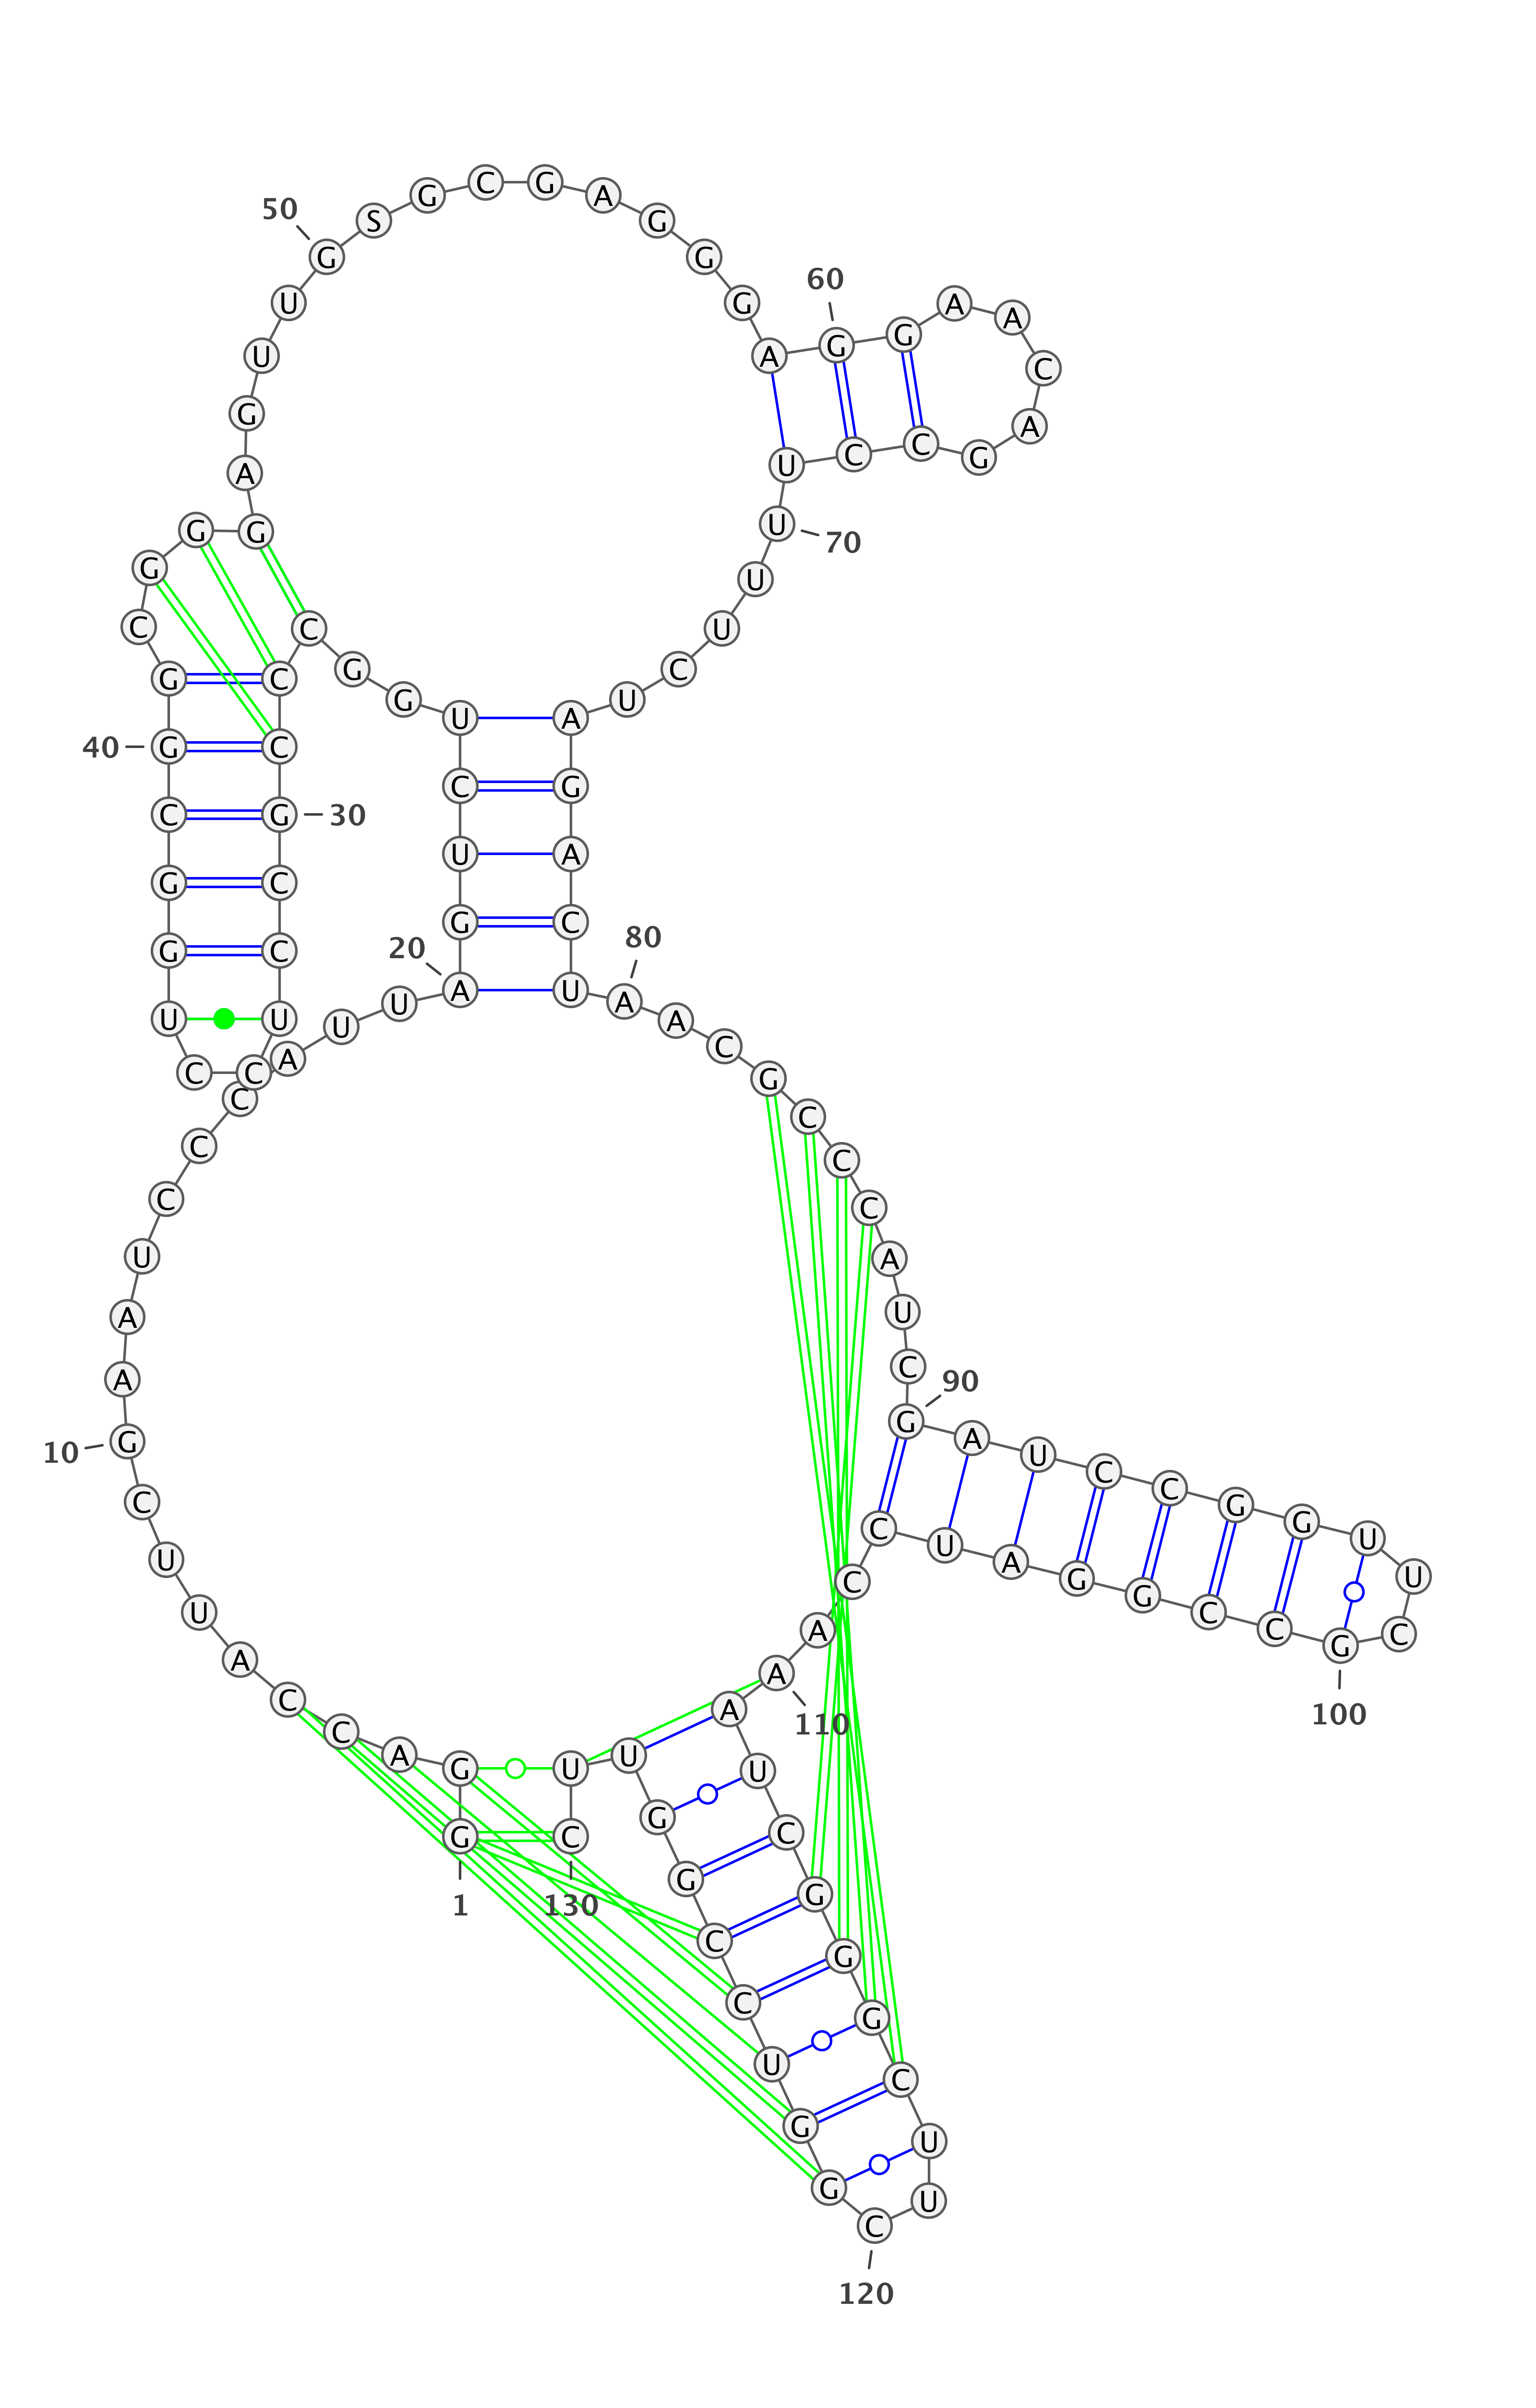 1
G G A C C A U U C
10
G A A U C C C A U U
20
A G U C U G G C C
30
G C C U C C U G G C
40
G G C G G G A G U U
50
G S G C G A G G G A
60
G G A A C A G C C U
70
U U U C U A G A C U
80
A A C G C C C A U C
90
G A U C C G G U U C
100
G C C G G A U C C A
110
A A U C G G G C U U
120
C G G U C C G G U U
130
C